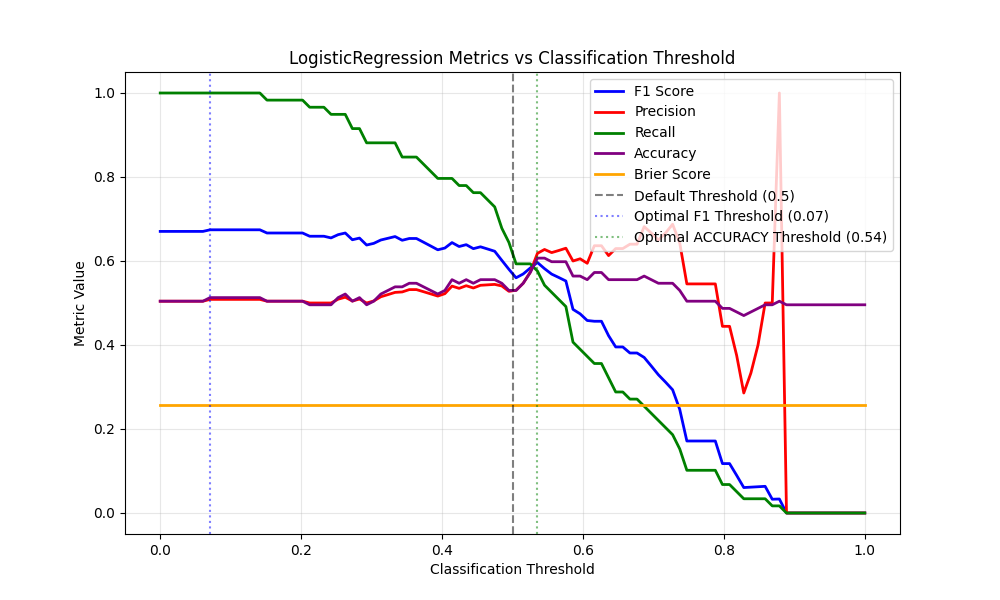 LogisticRegression Metrics vs Classification Threshold
Metric Value
1.0
0.8
0.6
0.4
0.2
0.0
F1 Score
Precision
Recall
Accuracy
Brier Score
Default Threshold (0.5)
Optimal F1 Threshold (0.07)
Optimal ACCURACY Threshold (0.54)
0.0 0.2 0.4 0.6 0.8 1.0
Classification Threshold